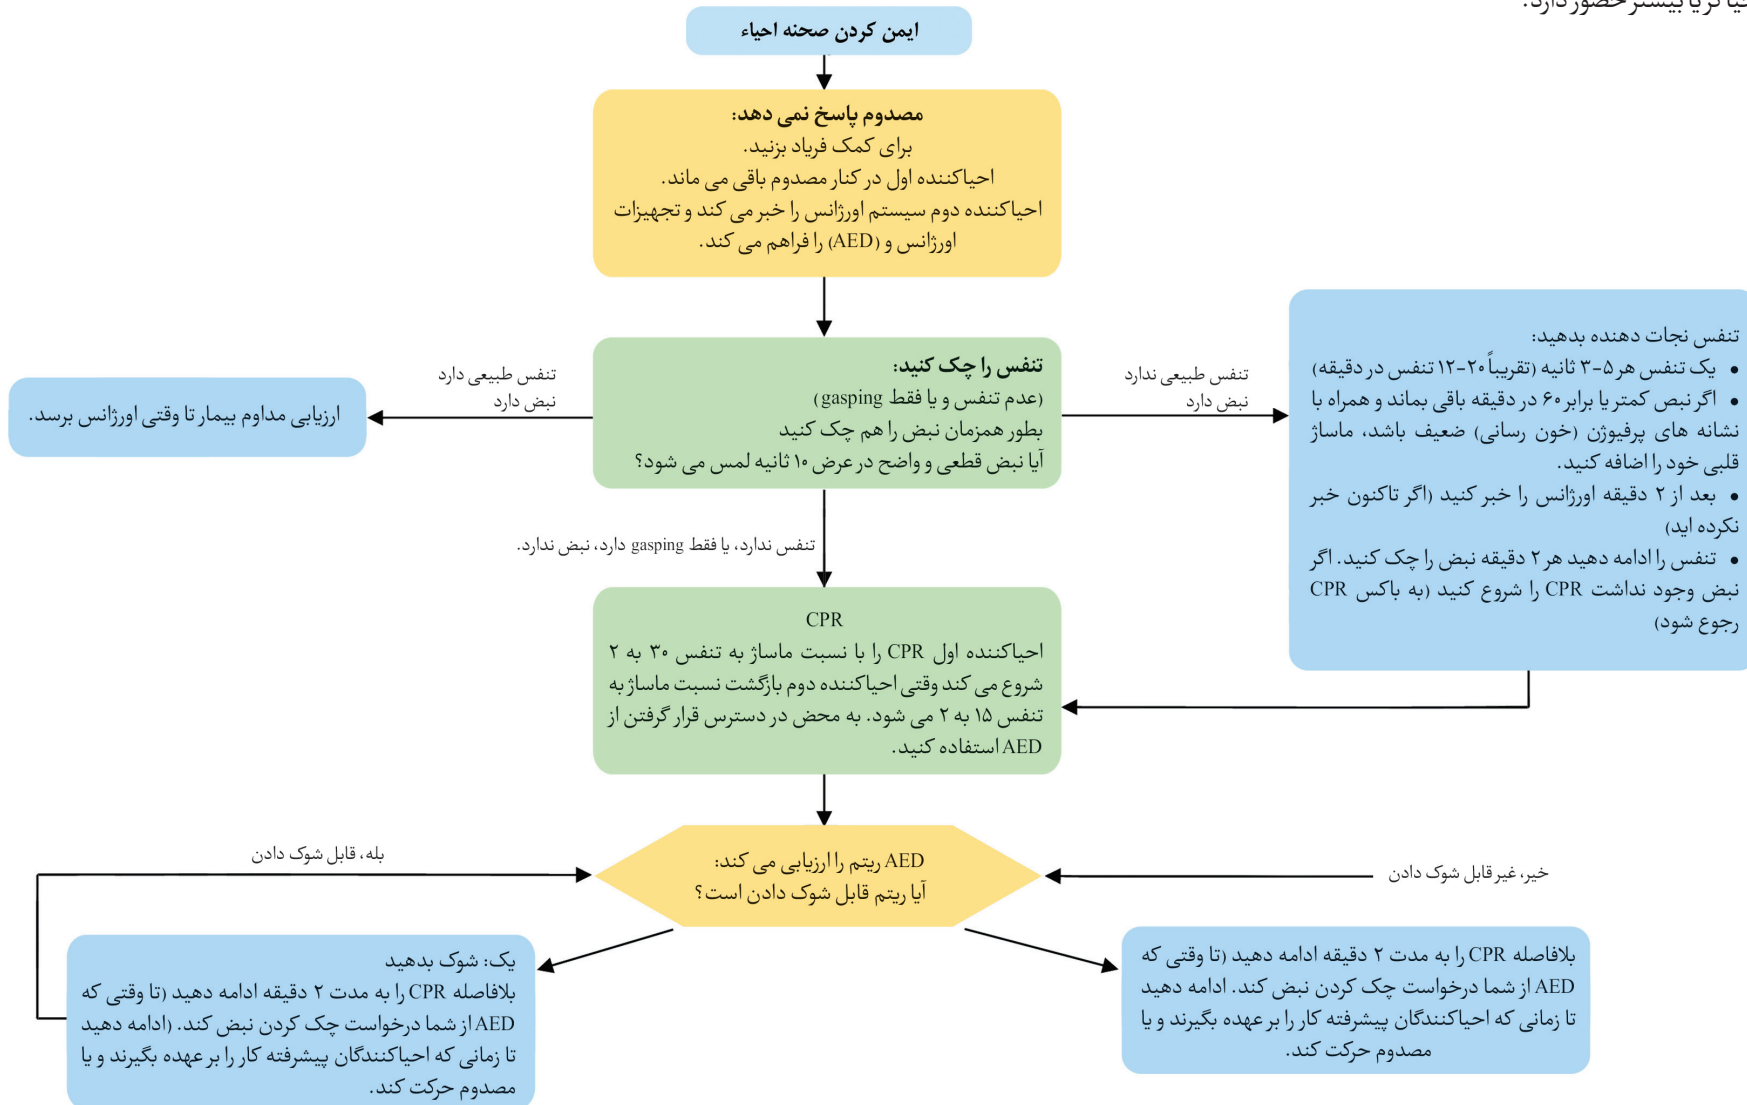 ایمن کردن صحنه احیاء
مصدوم پاسخ نمی دهد:
برای کمک فریاد بزنید.
احیاکننده اول در کنار مصدوم باقی می ماند.
احیاکننده دوم سیستم اورژانس را خبر می کند و تجهیزات
اورژانس و (AED) را فراهم می کند.
تنفس نجات دهنده بدهید:
• یک تنفس هر ۵-۳ ثانیه (تقریباً ۲۰-۱۲ تنفس در دقیقه)
• اگر نبص کمتر یا برابر ۶۰ در دقیقه باقی بماند و همراه با
نشانه های پرفیوژن (خون رسانی) ضعیف باشد، ماساژ
قلبی خود را اضافه کنید.
• بعد از ۲ دقیقه اورژانس را خبر کنید (اگر تاکنون خبر
نکرده اید)
• تنفس را ادامه دهید هر ۲ دقیقه نبض را چک کنید. اگر
نبض وجود نداشت CPR را شروع کنید (به باکس CPR
رجوع شود)
تنفس طبیعی ندارد
نبض دارد
تنفس را چک کنید:
(عدم تنفس و یا فقط gasping)
بطور همزمان نبض را هم چک کنید
آیا نبض قطعی و واضح در عرض ۱۰ ثانیه لمس می شود؟
تنفس طبیعی دارد
نبض دارد
ارزیابی مداوم بیمار تا وقتی اورژانس برسد.
تنفس ندارد، یا فقط gasping دارد، نبض ندارد.
CPR
احیاکننده اول CPR را با نسبت ماساژ به تنفس ۳۰ به ۲
شروع می کند وقتی احیاکننده دوم بازگشت نسبت ماساژ به
تنفس ۱۵ به ۲ می شود. به محض در دسترس قرار گرفتن از
AED استفاده کنید.
AED ریتم را ارزیابی می کند:
آیا ریتم قابل شوک دادن است؟
خیر، غیر قابل شوک دادن
بله، قابل شوک دادن
بلافاصله CPR را به مدت ۲ دقیقه ادامه دهید (تا وقتی که
AED از شما درخواست چک کردن نبض کند. ادامه دهید
تا زمانی که احیاکنندگان پیشرفته کار را بر عهده بگیرند و یا
مصدوم حرکت کند.
یک: شوک بدهید
بلافاصله CPR را به مدت ۲ دقیقه ادامه دهید (تا وقتی که
AED از شما درخواست چک کردن نبض کند. (ادامه دهید
تا زمانی که احیاکنندگان پیشرفته کار را بر عهده بگیرند و یا
مصدوم حرکت کند.